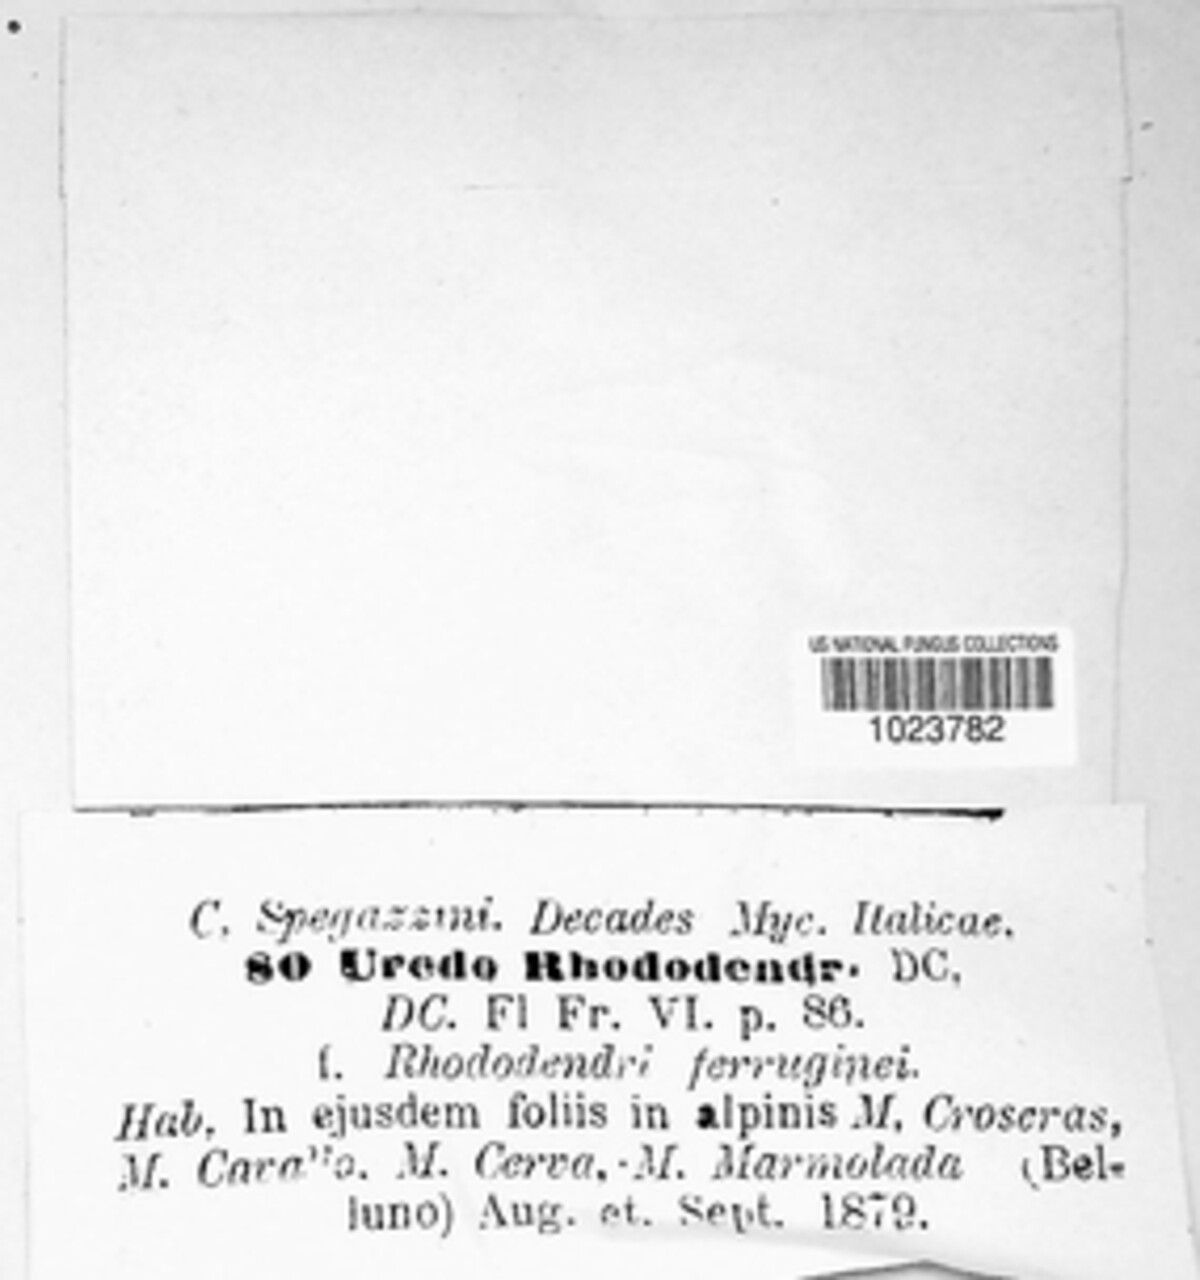 US NATIONAL FUNGUS COLLECTIONS
1023782
C. Spegazzini. Decades Myc. Italicae.
80 Uredo Rhododendr. DC,
DC. Fl Fr. VI. p. 86.
f. Rhododendri ferruginei.
Hab. In ejusdem foliis in alpinis M. Croseras,
M. Cavallo. M. Cerva, - M. Marmolada (Bel-
luno) Aug. et. Sept. 1879.